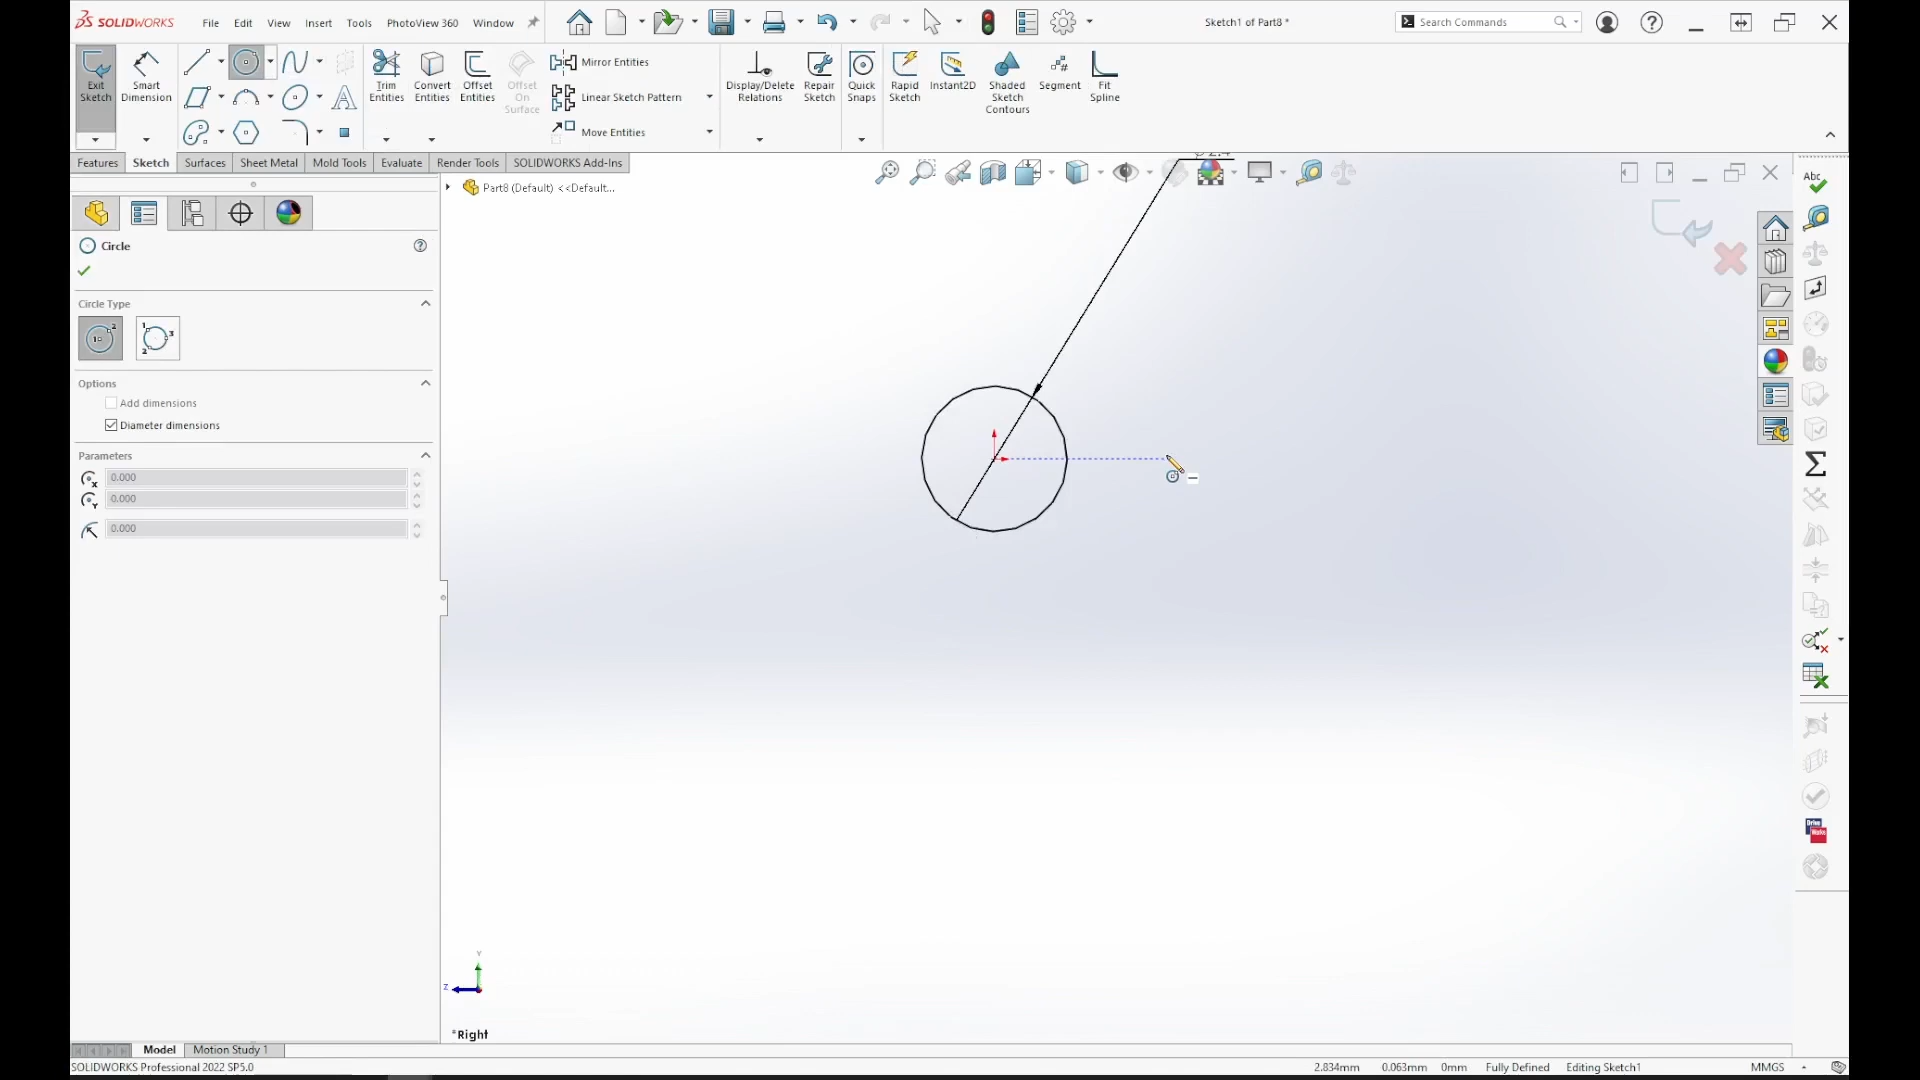 SOLIDWORKS File Edit View Insert Tools PhotoView 360 Window Sketch1 of Part8 * Search Commands
Exit Sketch
Smart Dimension
Trim Entities
Convert Entities
Offset Entities
Offset On Surface
Mirror Entities
Linear Sketch Pattern
Move Entities
Display/Delete Relations
Repair Sketch
Quick Snaps
Rapid Sketch
Instant2D
Shaded Sketch Contours
Segment
Fit Spline
Features Sketch Surfaces Sheet Metal Mold Tools Evaluate Render Tools SOLIDWORKS Add-Ins
Part8 (Default) <<Default...
Abc
Circle
Circle Type
Options
Add dimensions
Diameter dimensions
Parameters
0.000
0.000
0.000
Y
Z
*Right
Model Motion Study 1
SOLIDWORKS Professional 2022 SP5.0 2.834mm 0.063mm 0mm Fully Defined Editing Sketch1 MMGS